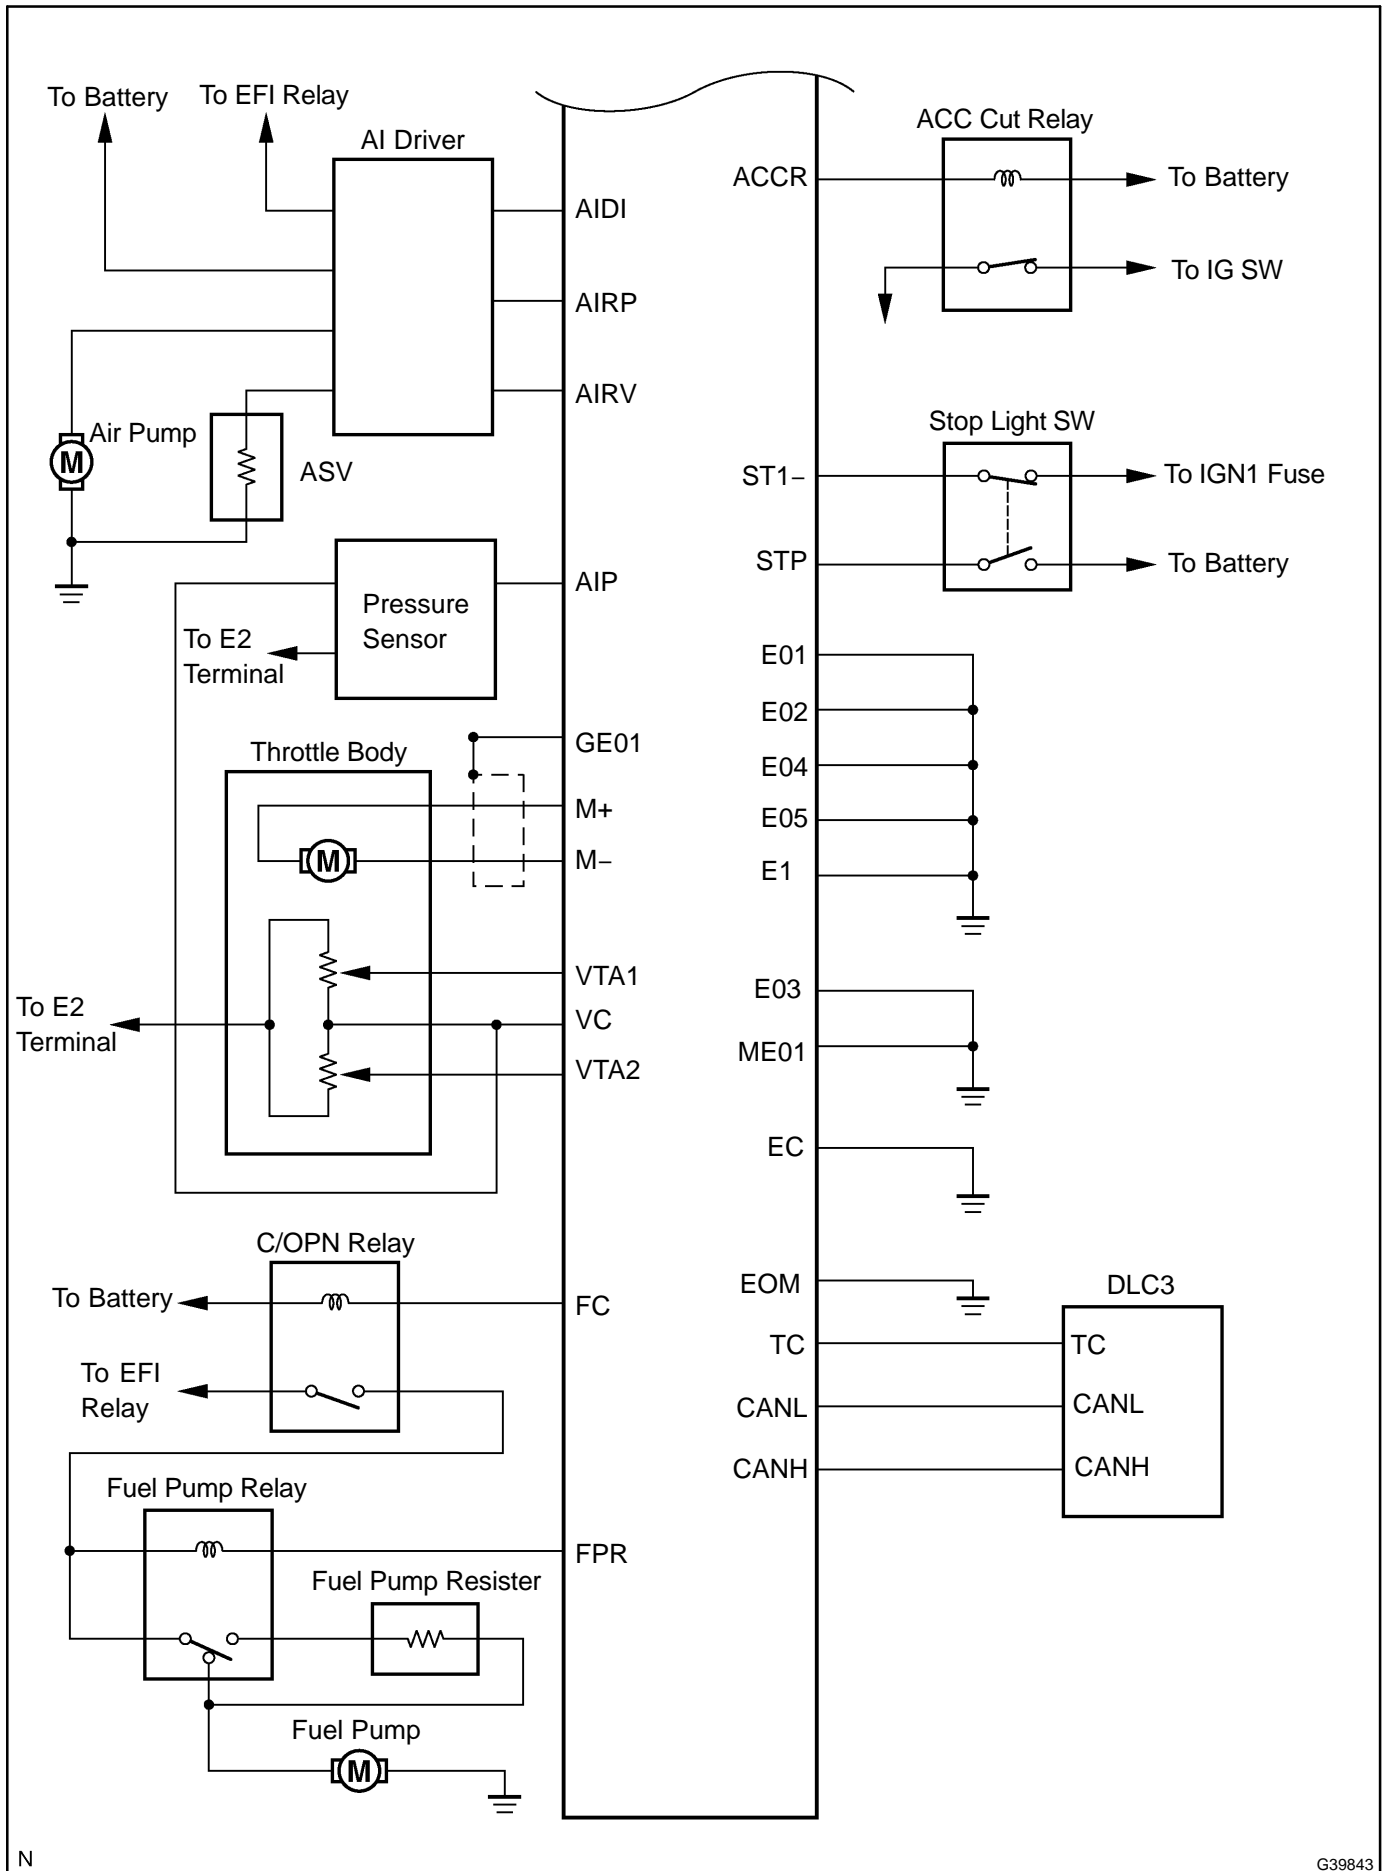 To Battery
To EFI Relay
AI Driver
AIDI
AIRP
AIRV
Air Pump
M
ASV
Pressure
Sensor
AIP
To E2
Terminal
GE01
Throttle Body
M+
M
M−
VTA1
To E2
Terminal
VC
VTA2
C/OPN Relay
To Battery
FC
To EFI
Relay
Fuel Pump Relay
FPR
Fuel Pump Resister
Fuel Pump
M
ACC Cut Relay
ACCR
To Battery
To IG SW
Stop Light SW
ST1−
To IGN1 Fuse
STP
To Battery
E01
E02
E04
E05
E1
E03
ME01
EC
EOM
DLC3
TC
TC
CANL
CANL
CANH
CANH
N
G39843